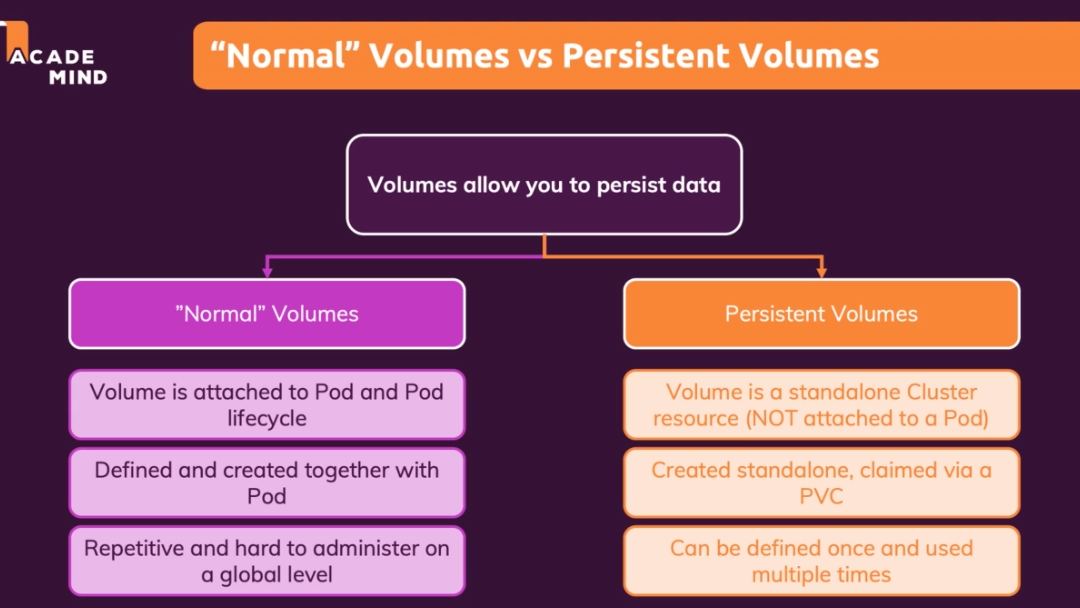 ACADE
MIND
“Normal” Volumes vs Persistent Volumes
Volumes allow you to persist data
”Normal” Volumes
Volume is attached to Pod and Pod
lifecycle
Defined and created together with
Pod
Repetitive and hard to administer on
a global level
Persistent Volumes
Volume is a standalone Cluster
resource (NOT attached to a Pod)
Created standalone, claimed via a
PVC
Can be defined once and used
multiple times